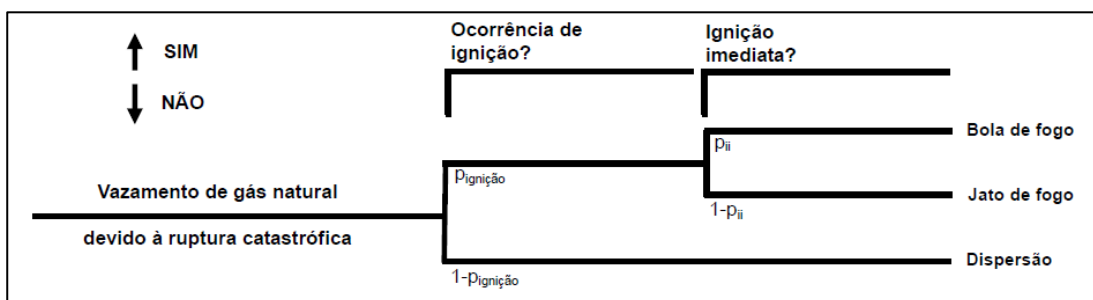 SIM
NÃO
Ocorrência de
ignição?
Ignição
imediata?
Vazamento de gás natural
devido à ruptura catastrófica
pignição
1-pignição
pii
1-pii
Bola de fogo
Jato de fogo
Dispersão